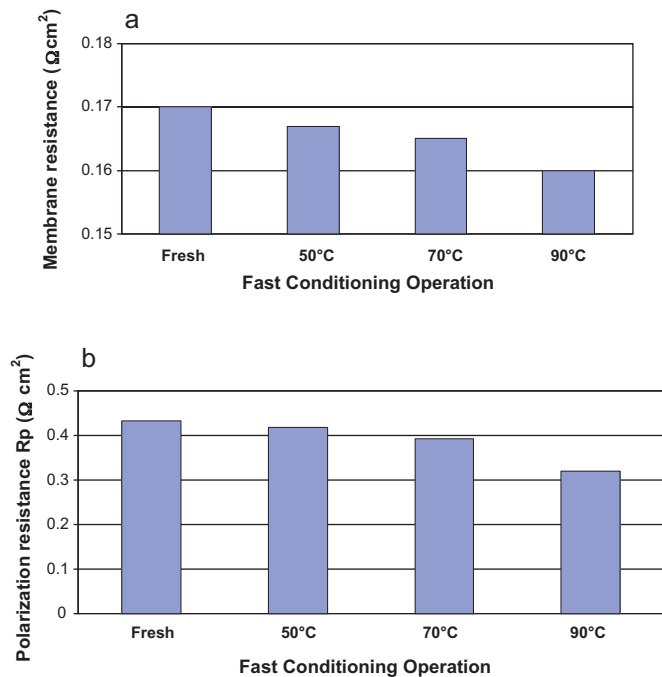 a
Membrane resistance (Ωcm²)
0.18
0.17
0.16
0.15
Fresh 50°C 70°C 90°C
Fast Conditioning Operation
b
Polarization resistance Rp (Ω cm²)
0.5
0.4
0.3
0.2
0.1
0
Fresh 50°C 70°C 90°C
Fast Conditioning Operation